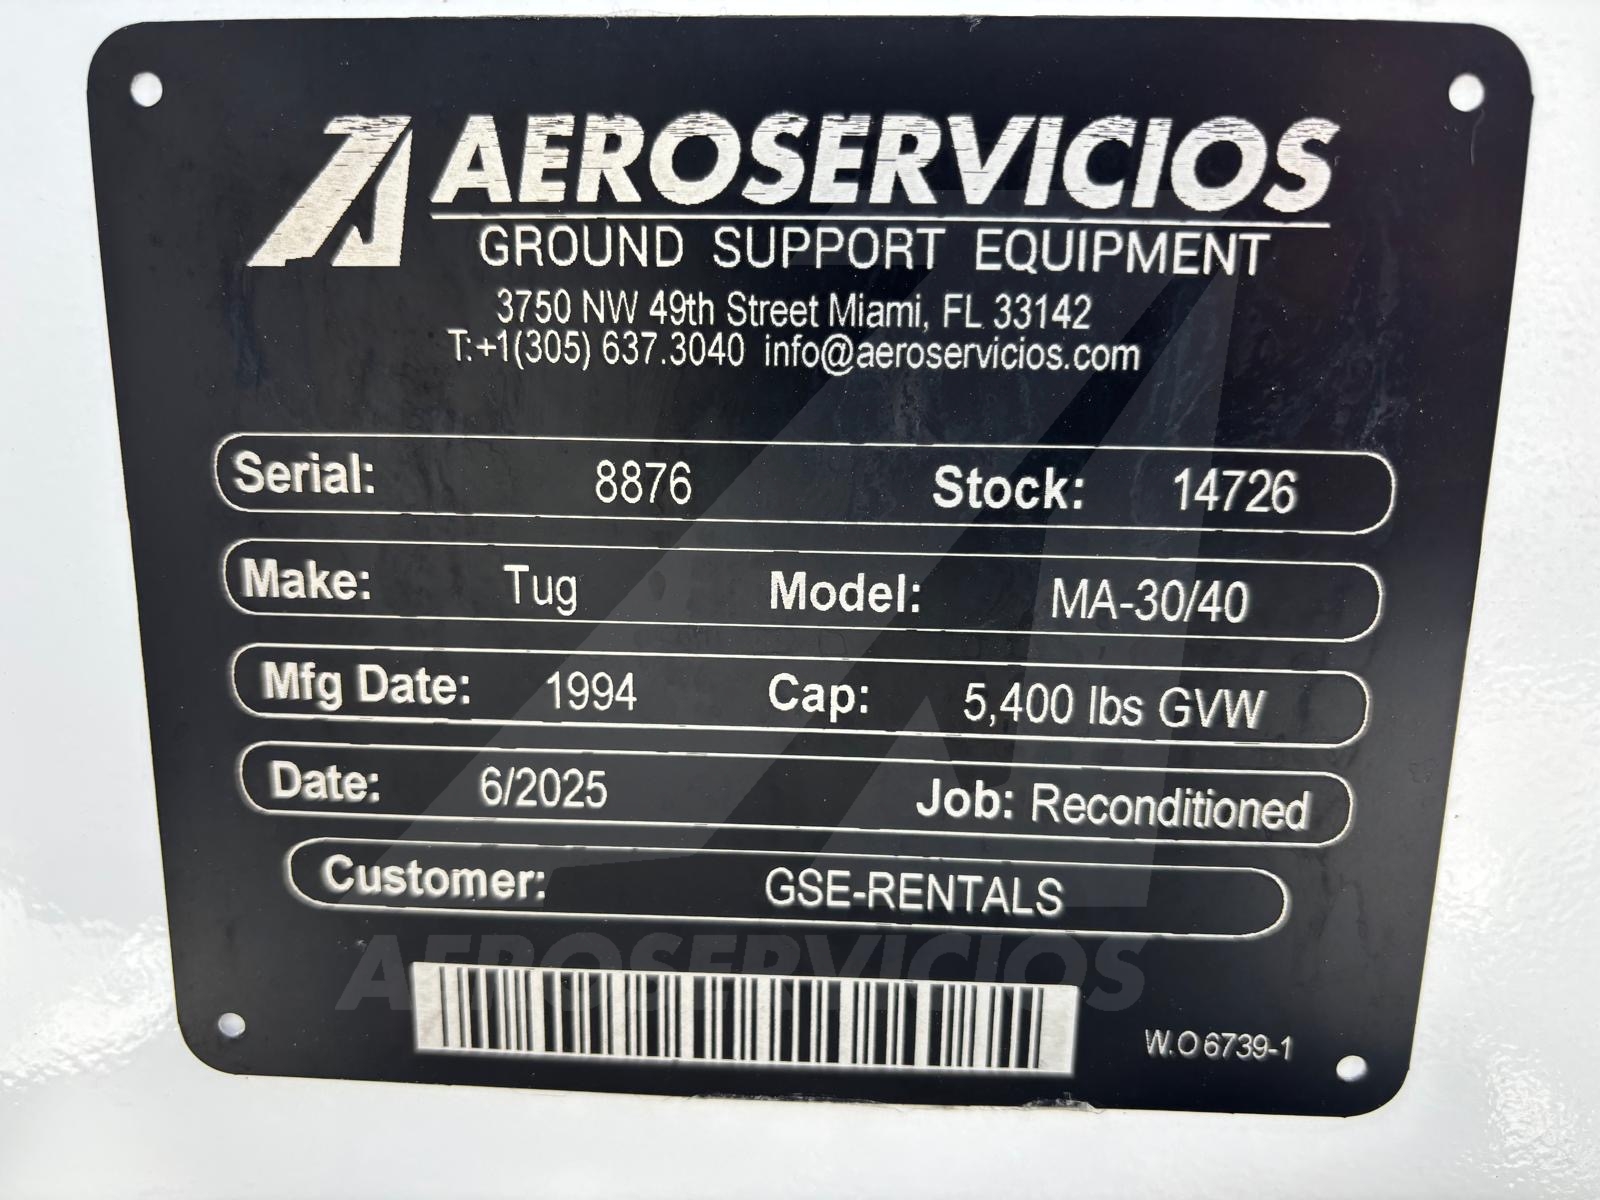 AEROSERVICIOS
GROUND SUPPORT EQUIPMENT
3750 NW 49th Street Miami, FL 33142
T:+1(305) 637.3040 info@aeroservicios.com
Serial: 8876 Stock: 14726
Make: Tug Model: MA-30/40
Mfg Date: 1994 Cap: 5,400 lbs GVW
Date: 6/2025 Job: Reconditioned
Customer: GSE-RENTALS
AEROSERVICIOS
W.O 6739-1